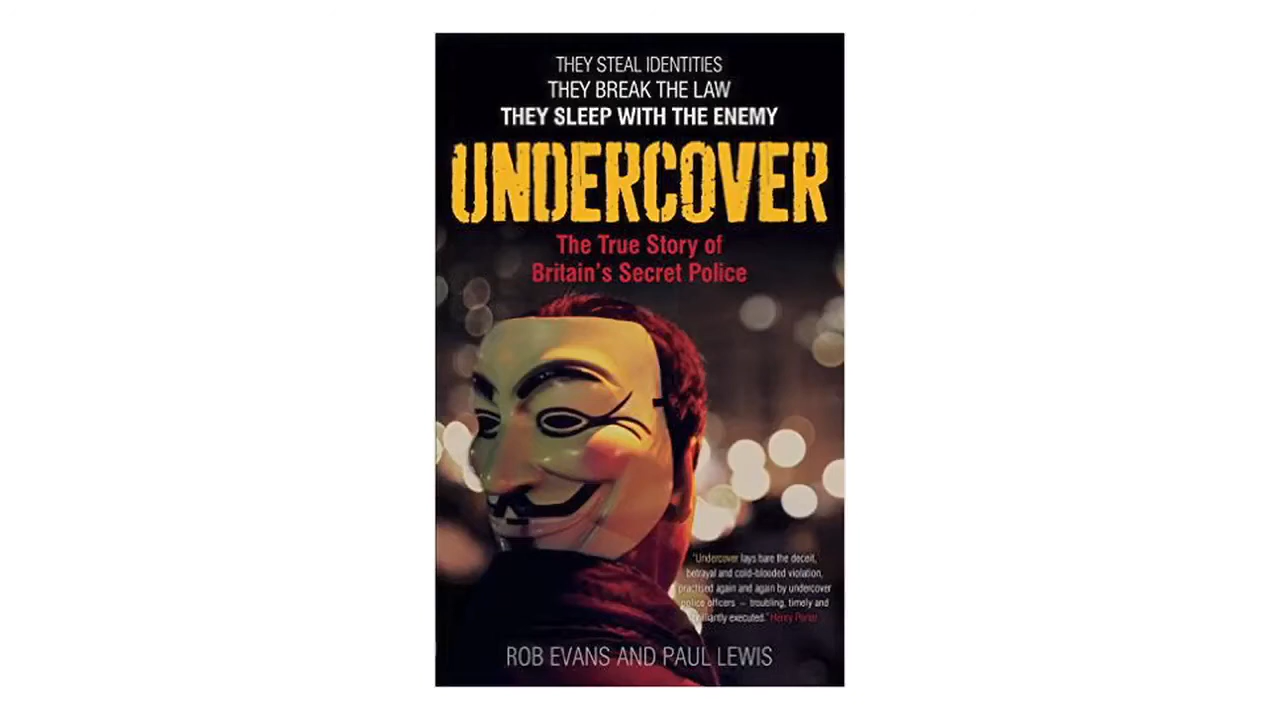 THEY STEAL IDENTITIES
THEY BREAK THE LAW
THEY SLEEP WITH THE ENEMY
UNDERCOVER
The True Story of
Britain's Secret Police
"Undercover lays bare the deceit,
betrayal and cold-blooded violation,
practised again and again by undercover
police officers – troubling, timely and
brilliantly executed." Henry Porter
ROB EVANS AND PAUL LEWIS